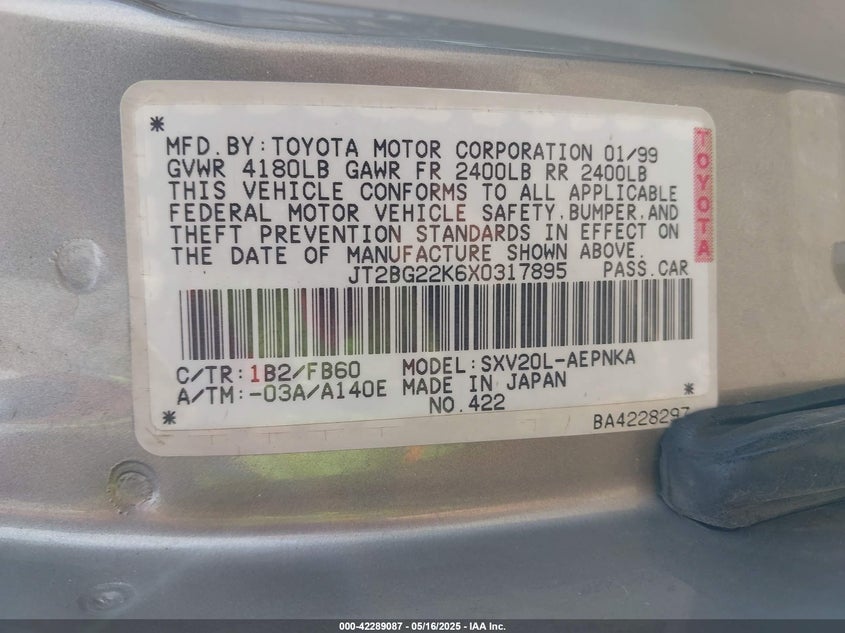 *
MFD.BY:TOYOTA MOTOR CORPORATION 01/99
GVWR 4180LB GAWR FR 2400LB RR 2400LB
THIS VEHICLE CONFORMS TO ALL APPLICABLE
FEDERAL MOTOR VEHICLE SAFETY,BUMPER,AND
THEFT PREVENTION STANDARDS IN EFFECT ON
THE DATE OF MANUFACTURE SHOWN ABOVE.
JT2BG22K6X0317895 PASS.CAR
TOYOTA
C/TR:1B2/FB60 MODEL:SXV20L-AEPNKA
A/TM:-03A/A140E MADE IN JAPAN *
* NO.422
BA4228297
000-42289087 - 05/16/2025 - IAA Inc.